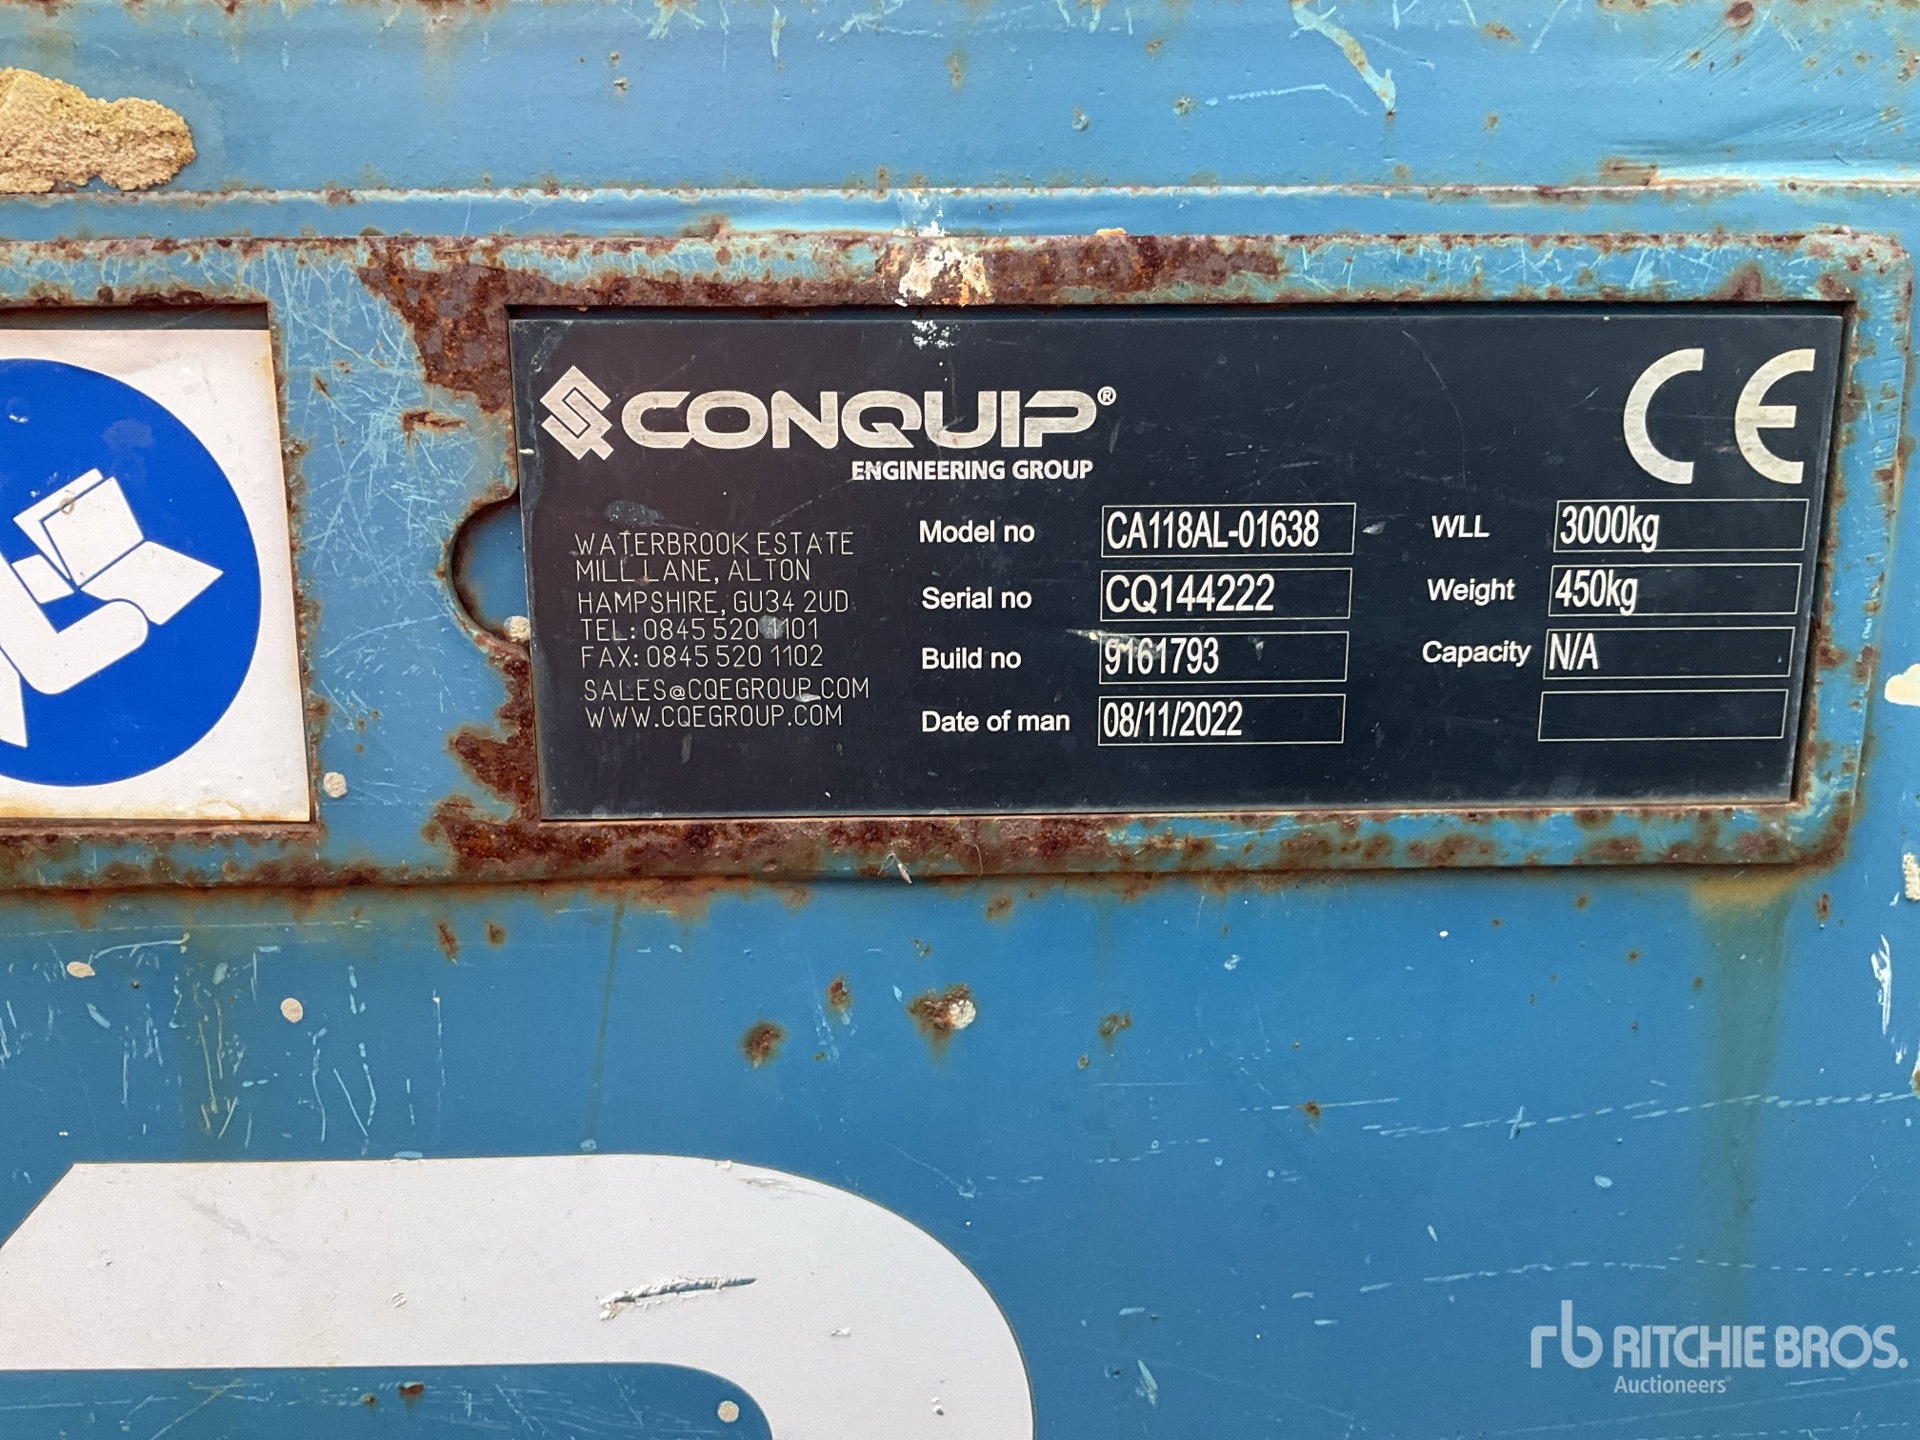 CONQUIP®
ENGINEERING GROUP
CE
WATERBROOK ESTATE
MILL LANE, ALTON
HAMPSHIRE, GU34 2UD
TEL: 0845 520 1101
FAX: 0845 520 1102
SALES@CQEGROUP.COM
WWW.CQEGROUP.COM
Model no CA118AL-01638
Serial no CQ144222
Build no 9161793
Date of man 08/11/2022
WLL 3000kg
Weight 450kg
Capacity N/A
rb RITCHIE BROS.
Auctioneers